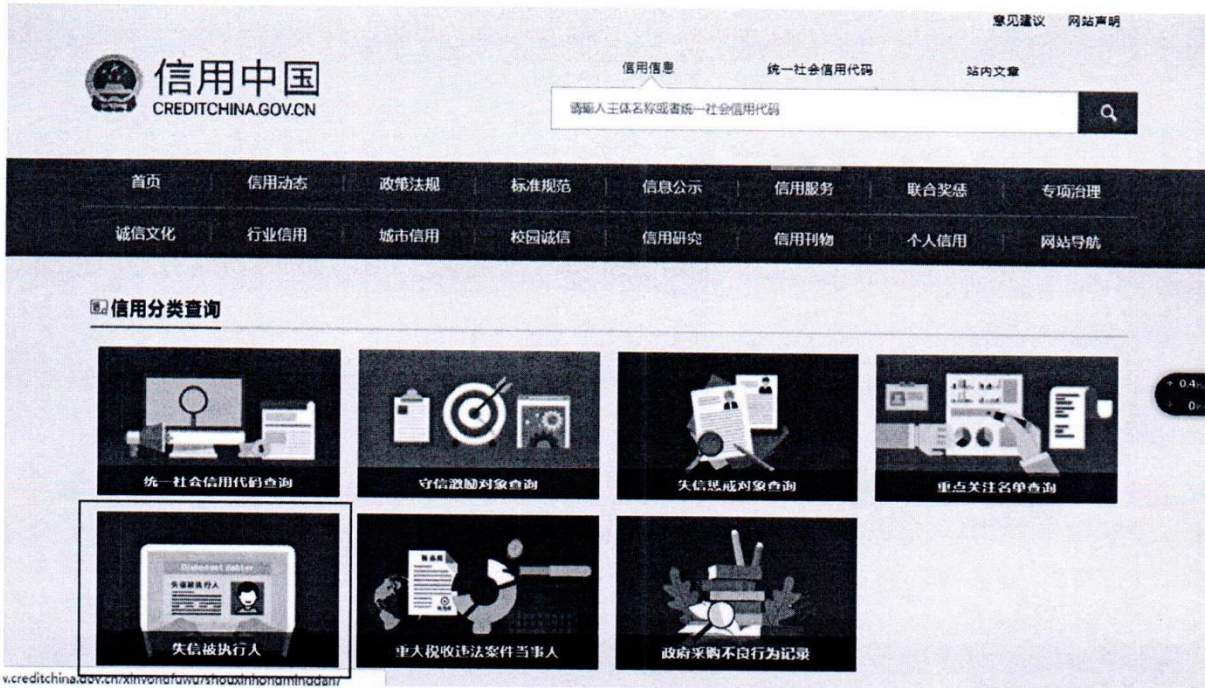 意见建议 网站声明
信用中国
CREDITCHINA.GOV.CN
信用信息 统一社会信用代码 站内文章
请输入主体名称或者统一社会信用代码
首页 信用动态 政策法规 标准规范 信息公示 信用服务 联合奖惩 专项治理
诚信文化 行业信用 城市信用 校园诚信 信用研究 信用刊物 个人信用 网站导航
信用分类查询
统一社会信用代码查询 守信激励对象查询 失信惩戒对象查询 重点关注名单查询
Dishonest debtor
失信被执行人
失信被执行人 重大税收违法案件当事人 政府采购不良行为记录
v.creditchina.gov.cn/xinyongfuwu/shouxinhongmingdan/